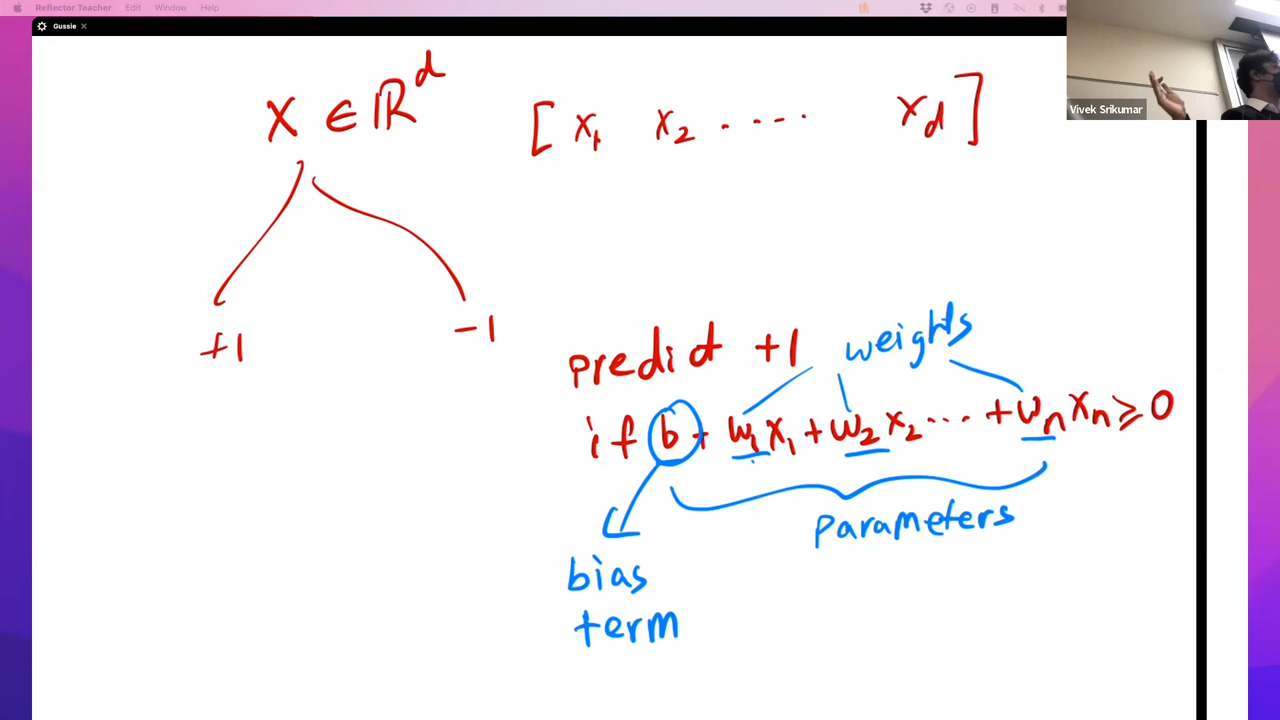 Reflector Teacher Edit Window Help
Gussie ×
Vivek Srikumar
x ∈ ℝᵈ [x₁ x₂ ..... x_d]
+1 -1
predict +1
weights
if b + w₁x₁ + w₂x₂ ... + wₙxₙ ≥ 0
parameters
bias
term